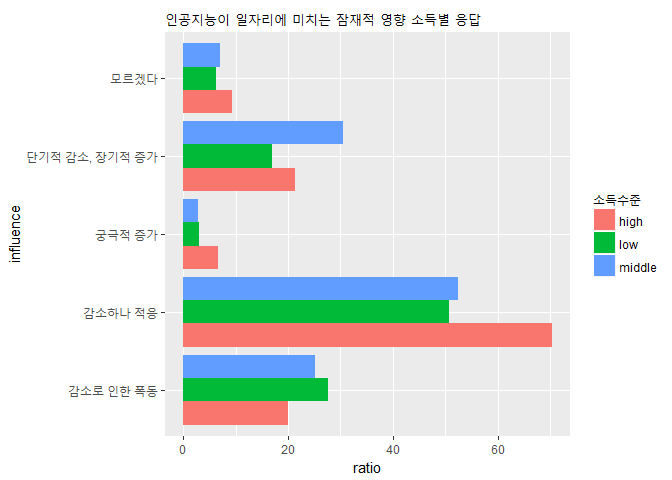 인공지능이 일자리에 미치는 잠재적 영향 소득별 응답
모르겠다
단기적 감소, 장기적 증가
궁극적 증가
감소하나 적응
감소로 인한 폭동
influence
0
20
40
60
ratio
소득수준
high
low
middle